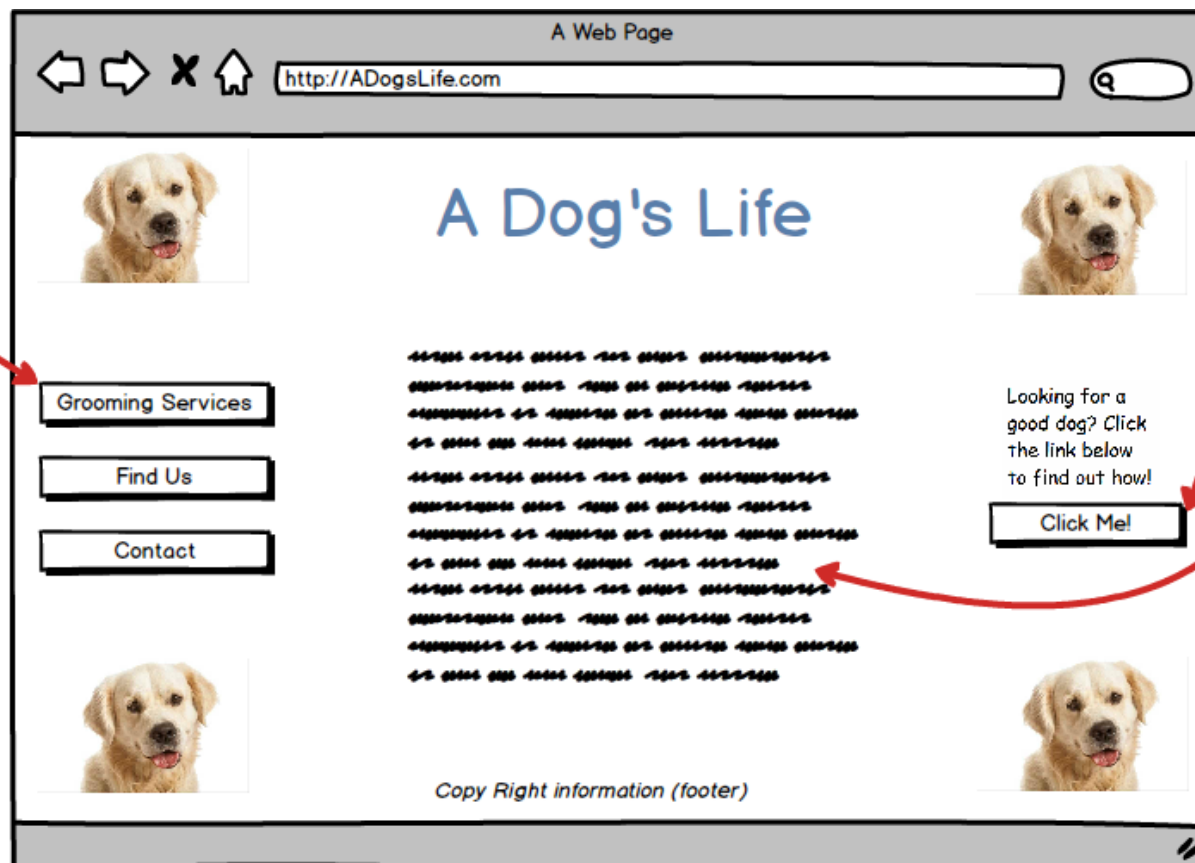 A Web Page
http://ADogsLife.com
A Dog's Life
Grooming Services
Find Us
Contact
Looking for a
good dog? Click
the link below
to find out how!
Click Me!
Copy Right information (footer)